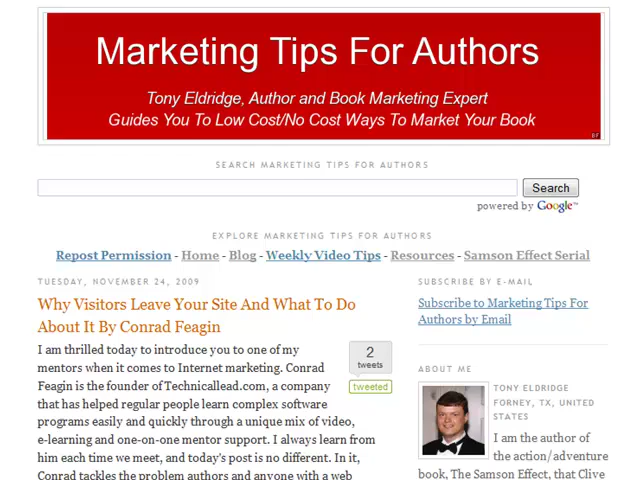 Marketing Tips For Authors
Tony Eldridge, Author and Book Marketing Expert
Guides You To Low Cost/No Cost Ways To Market Your Book
BF
SEARCH MARKETING TIPS FOR AUTHORS
Search
powered by Google™
EXPLORE MARKETING TIPS FOR AUTHORS
Repost Permission - Home - Blog - Weekly Video Tips - Resources - Samson Effect Serial
TUESDAY, NOVEMBER 24, 2009
Why Visitors Leave Your Site And What To Do
About It By Conrad Feagin
2
tweets
tweeted
I am thrilled today to introduce you to one of my
mentors when it comes to Internet marketing. Conrad
Feagin is the founder of Technicallead.com, a company
that has helped regular people learn complex software
programs easily and quickly through a unique mix of video,
e-learning and one-on-one mentor support. I always learn from
him each time we meet, and today's post is no different. In it,
Conrad tackles the problem authors and anyone with a web
SUBSCRIBE BY E-MAIL
Subscribe to Marketing Tips For
Authors by Email
ABOUT ME
TONY ELDRIDGE
FORNEY, TX, UNITED
STATES
I am the author of
the action/adventure
book, The Samson Effect, that Clive